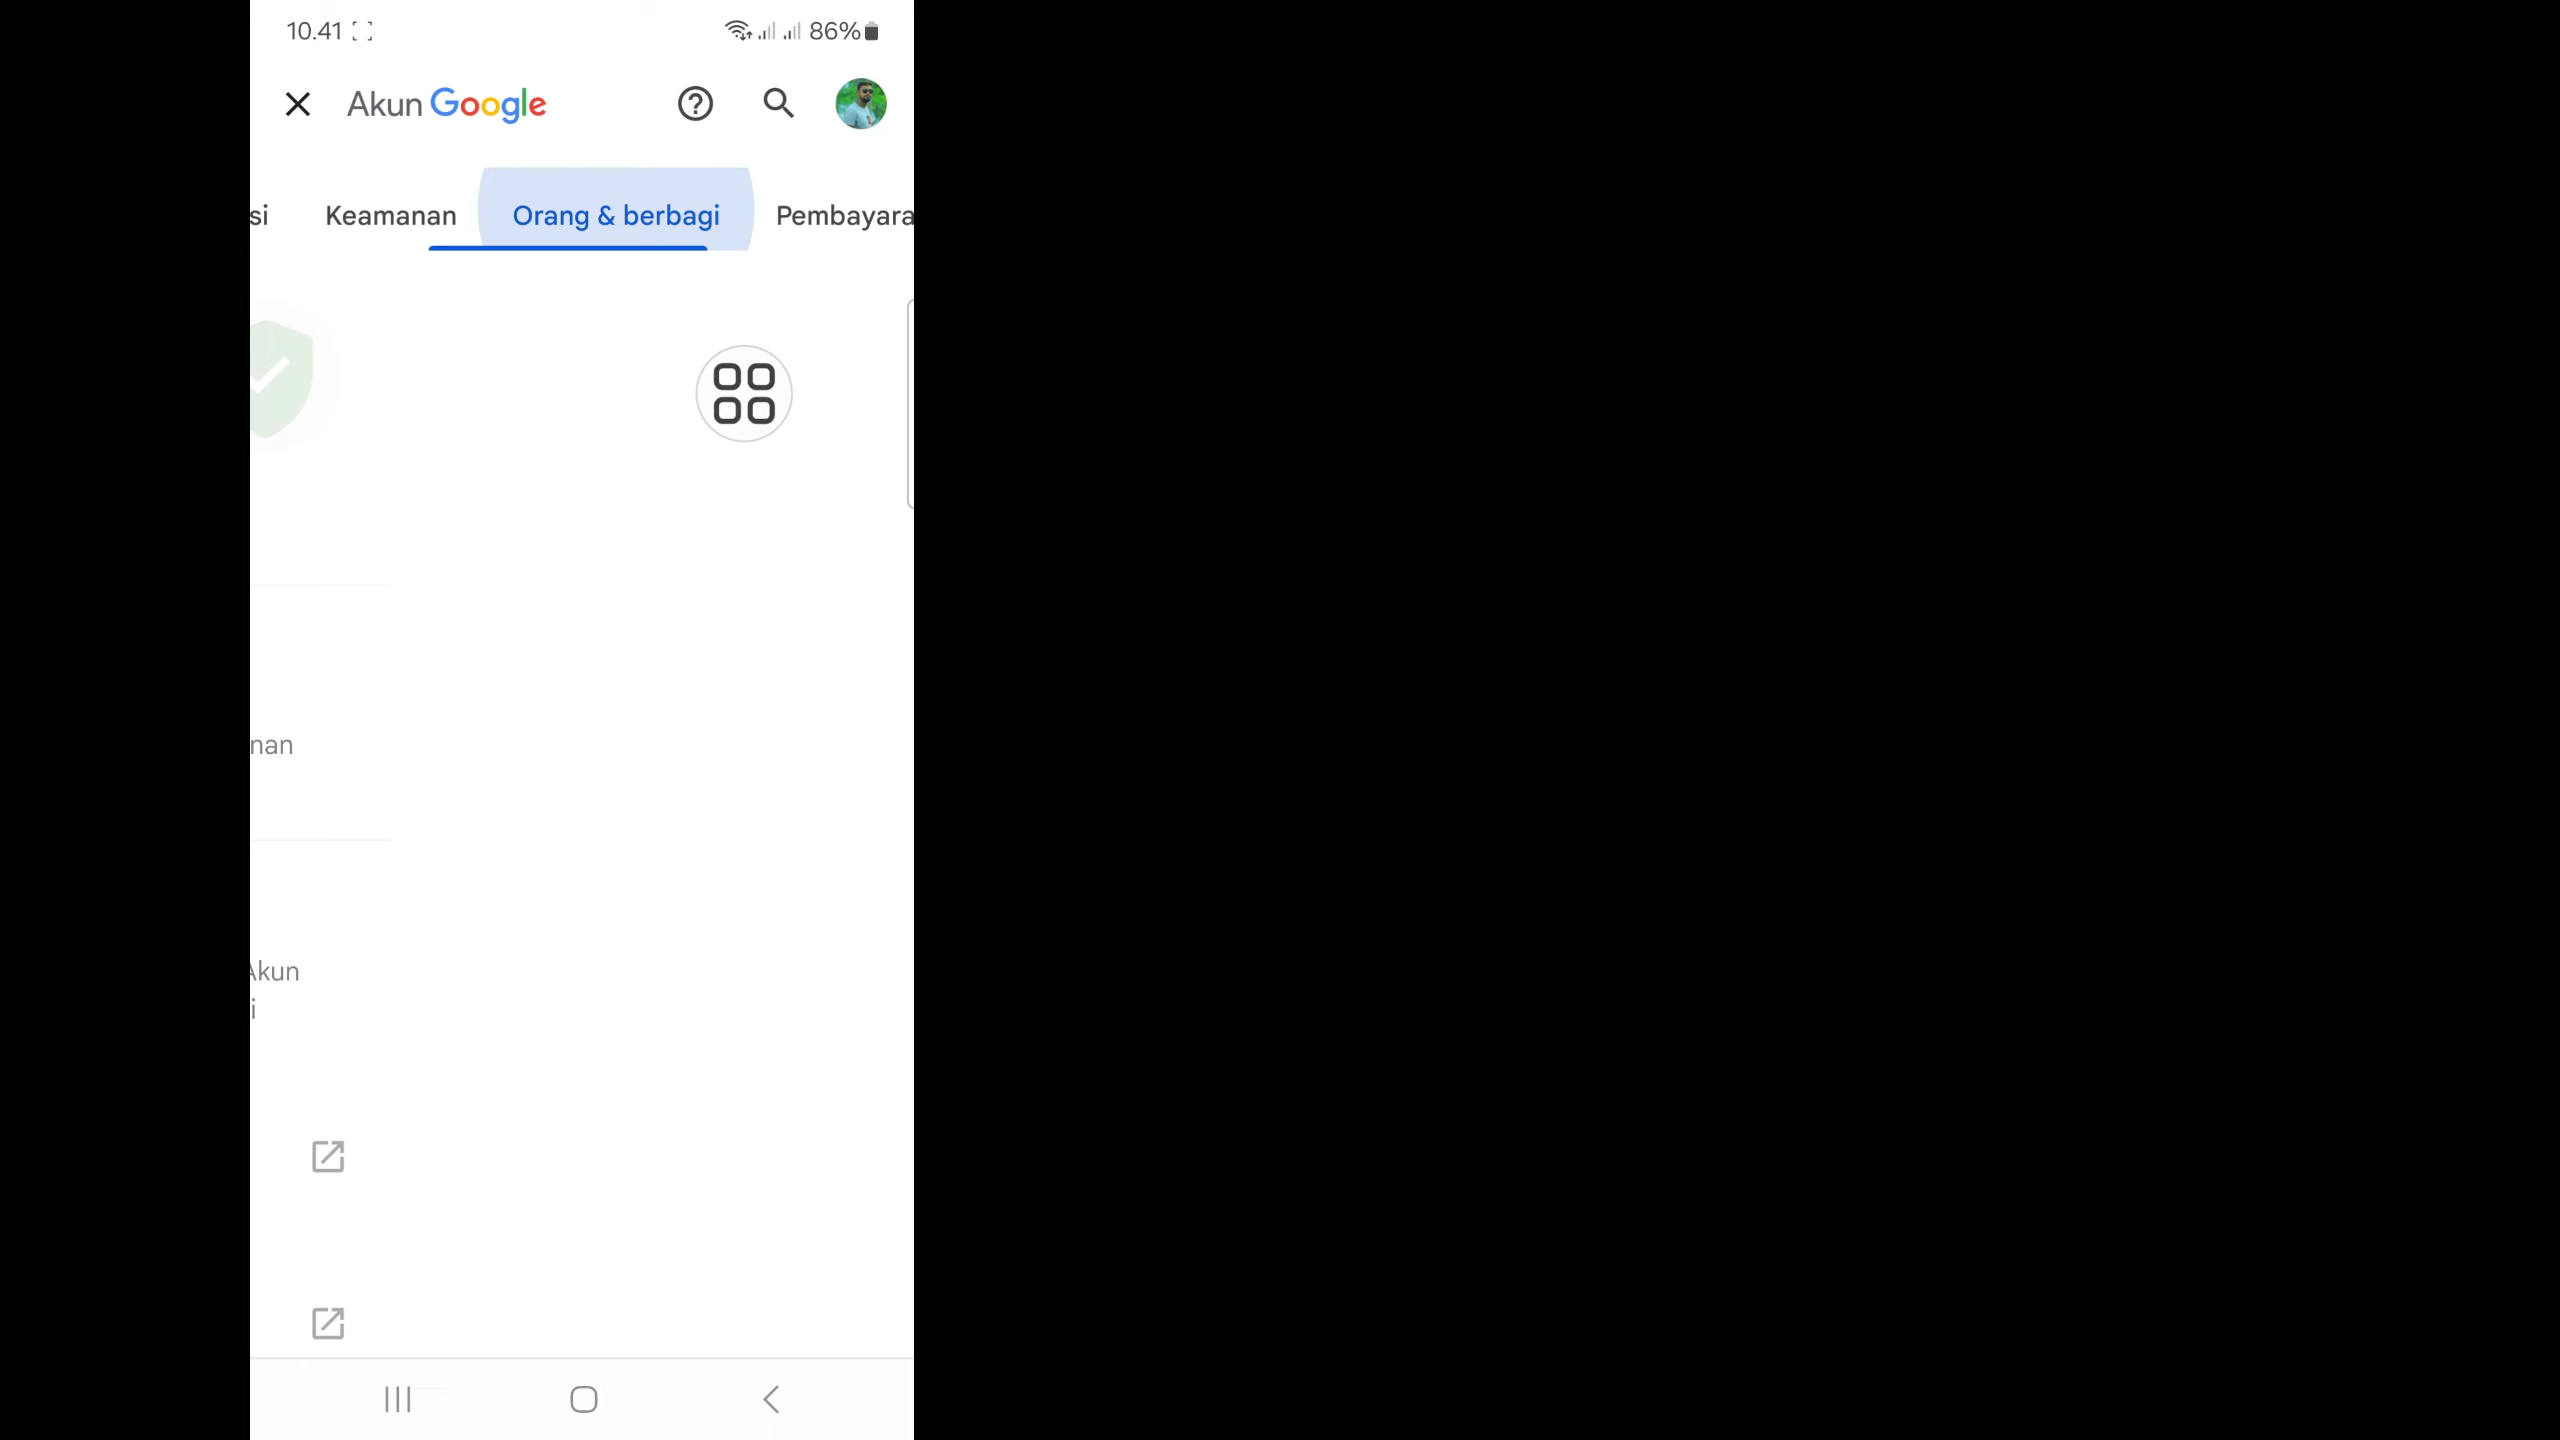 10.41 86%
Akun Google
si Keamanan Orang & berbagi Pembayara
nan
Akun
i